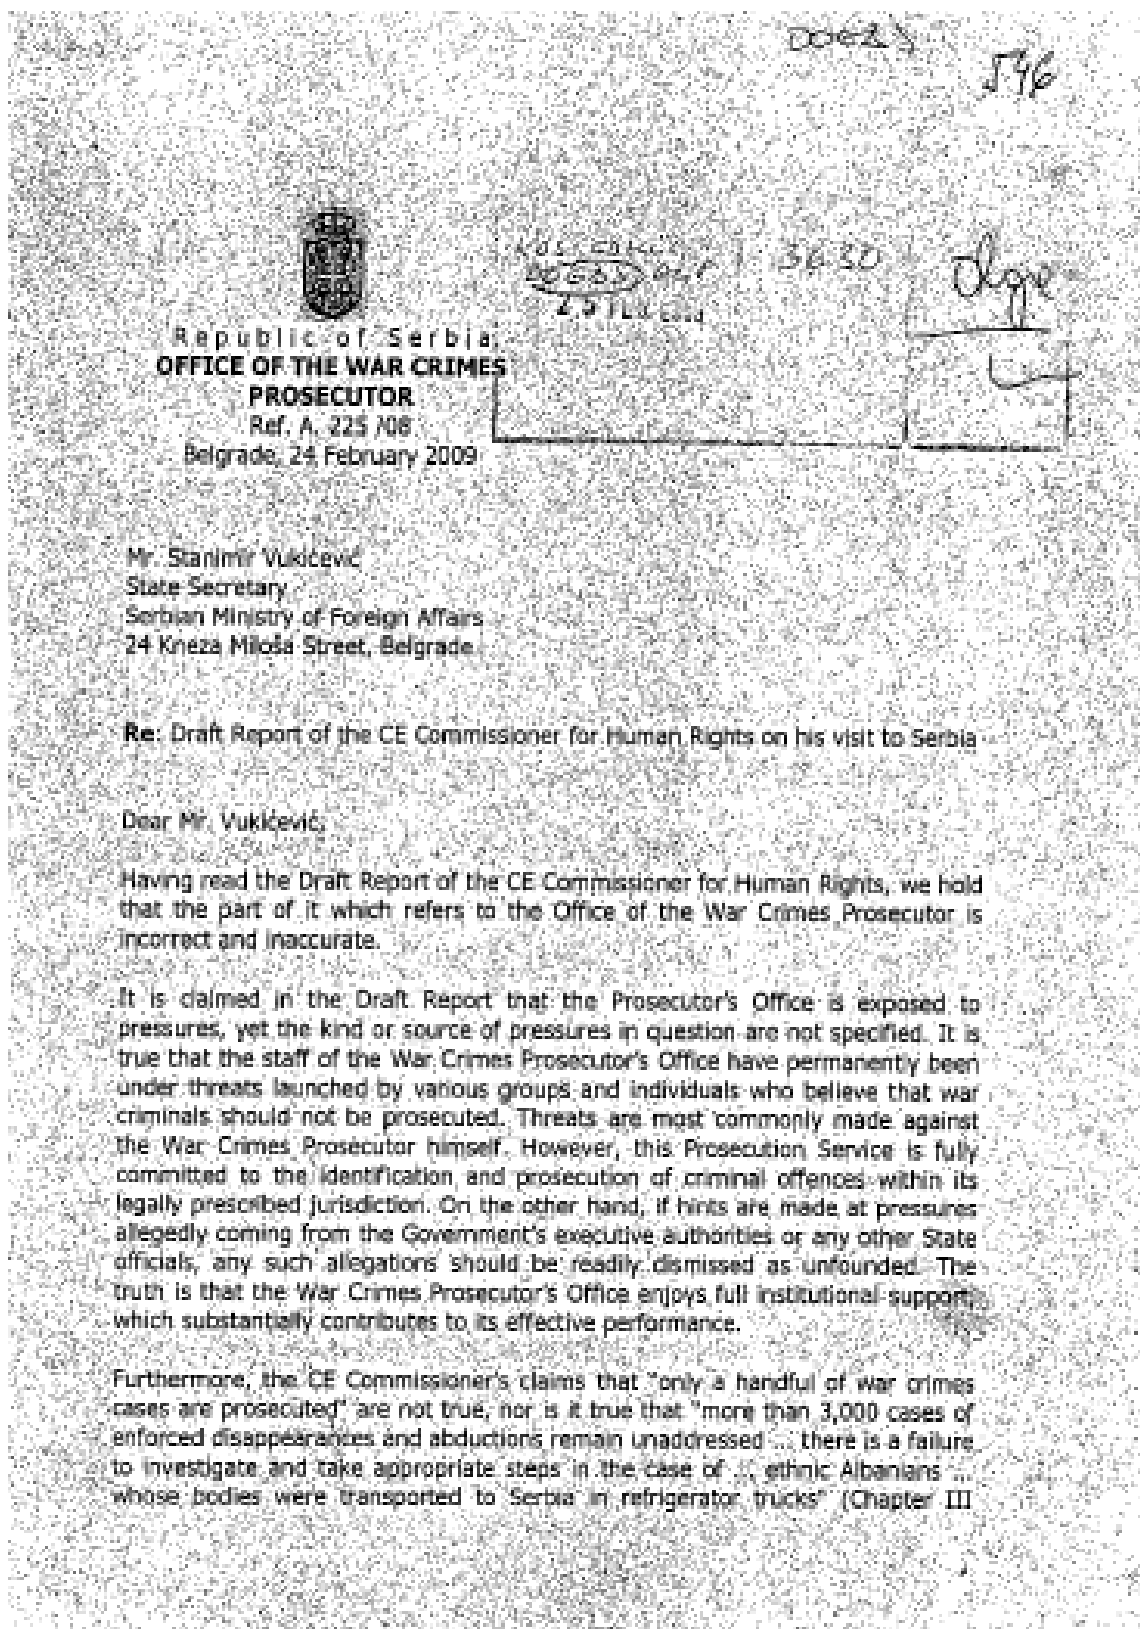 546
Olga
Republic of Serbia
OFFICE OF THE WAR CRIMES
PROSECUTOR
Ref. A. 225 /08
Belgrade, 24 February 2009
Mr. Stanimir Vukićević
State Secretary
Serbian Ministry of Foreign Affairs
24 Kneza Miloša Street, Belgrade
Re: Draft Report of the CE Commissioner for Human Rights on his visit to Serbia
Dear Mr. Vukićević,
Having read the Draft Report of the CE Commissioner for Human Rights, we hold
that the part of it which refers to the Office of the War Crimes Prosecutor is
incorrect and inaccurate.
It is claimed in the Draft Report that the Prosecutor's Office is exposed to
pressures, yet the kind or source of pressures in question are not specified. It is
true that the staff of the War Crimes Prosecutor's Office have permanently been
under threats launched by various groups and individuals who believe that war
criminals should not be prosecuted. Threats are most commonly made against
the War Crimes Prosecutor himself. However, this Prosecution Service is fully
committed to the identification and prosecution of criminal offences within its
legally prescribed jurisdiction. On the other hand, if hints are made at pressures
allegedly coming from the Government's executive authorities or any other State
officials, any such allegations should be readily dismissed as unfounded. The
truth is that the War Crimes Prosecutor's Office enjoys full institutional support,
which substantially contributes to its effective performance.
Furthermore, the CE Commissioner's claims that "only a handful of war crimes
cases are prosecuted" are not true, nor is it true that "more than 3,000 cases of
enforced disappearances and abductions remain unaddressed ... there is a failure
to investigate and take appropriate steps in the case of ... ethnic Albanians ...
whose bodies were transported to Serbia in refrigerator trucks" (Chapter III